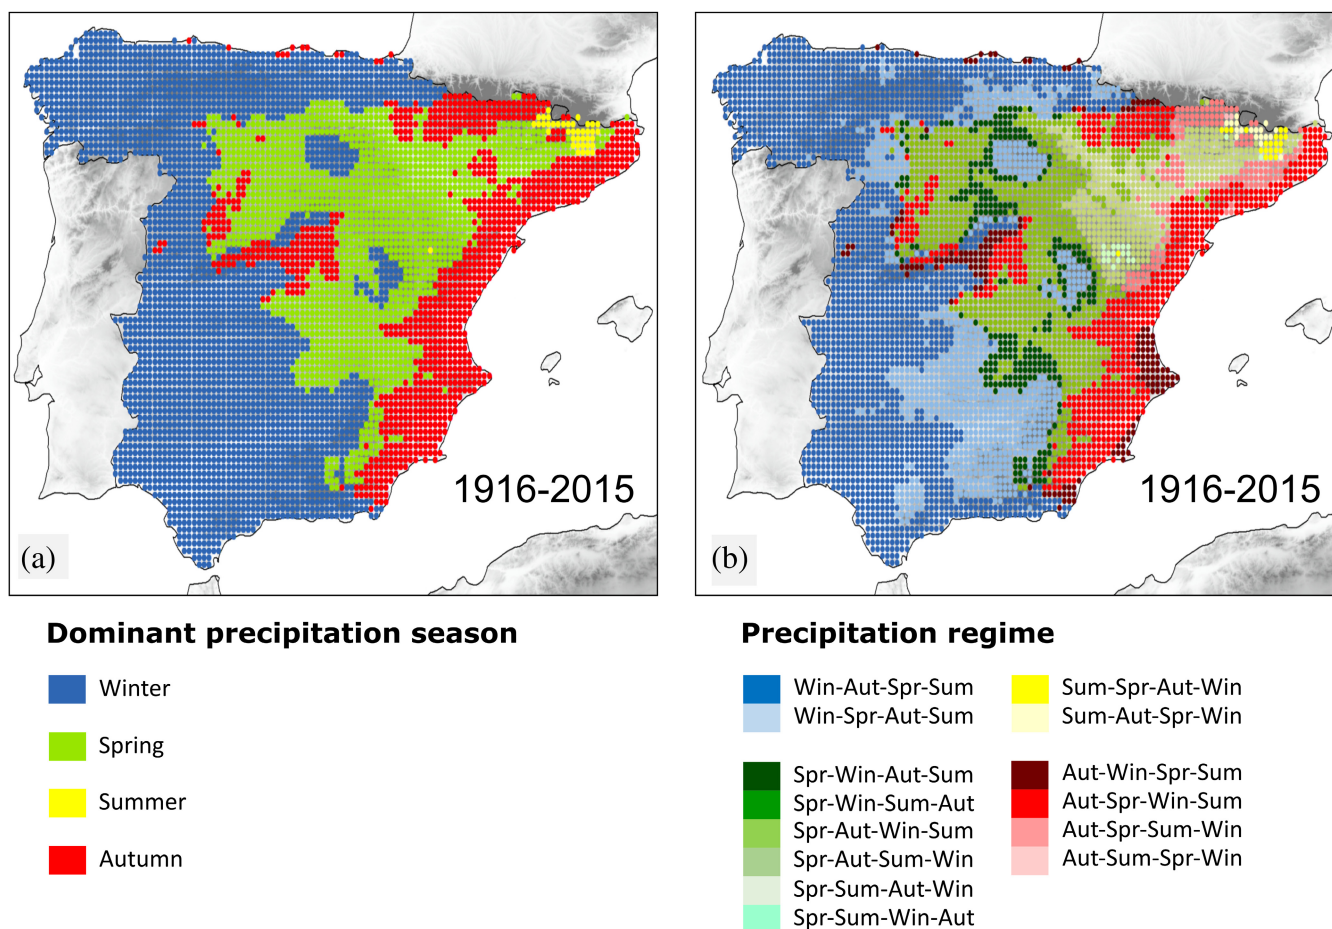 1916-2015
(a)
1916-2015
(b)
Dominant precipitation season
Winter
Spring
Summer
Autumn
Precipitation regime
Win-Aut-Spr-Sum
Win-Spr-Aut-Sum
Spr-Win-Aut-Sum
Spr-Win-Sum-Aut
Spr-Aut-Win-Sum
Spr-Aut-Sum-Win
Spr-Sum-Aut-Win
Spr-Sum-Win-Aut
Sum-Spr-Aut-Win
Sum-Aut-Spr-Win
Aut-Win-Spr-Sum
Aut-Spr-Win-Sum
Aut-Spr-Sum-Win
Aut-Sum-Spr-Win